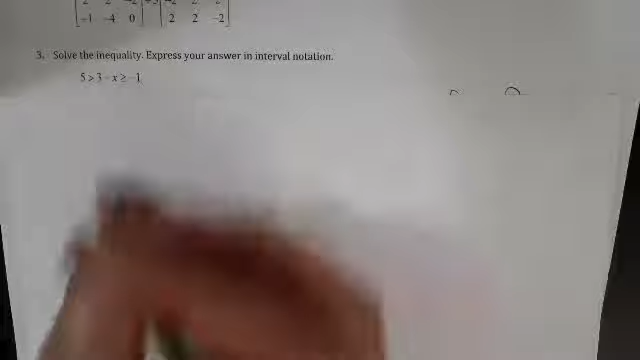 -1 -4 0 2 2 -2
3. Solve the inequality. Express your answer in interval notation.
5 > 3 - x ≥ -1